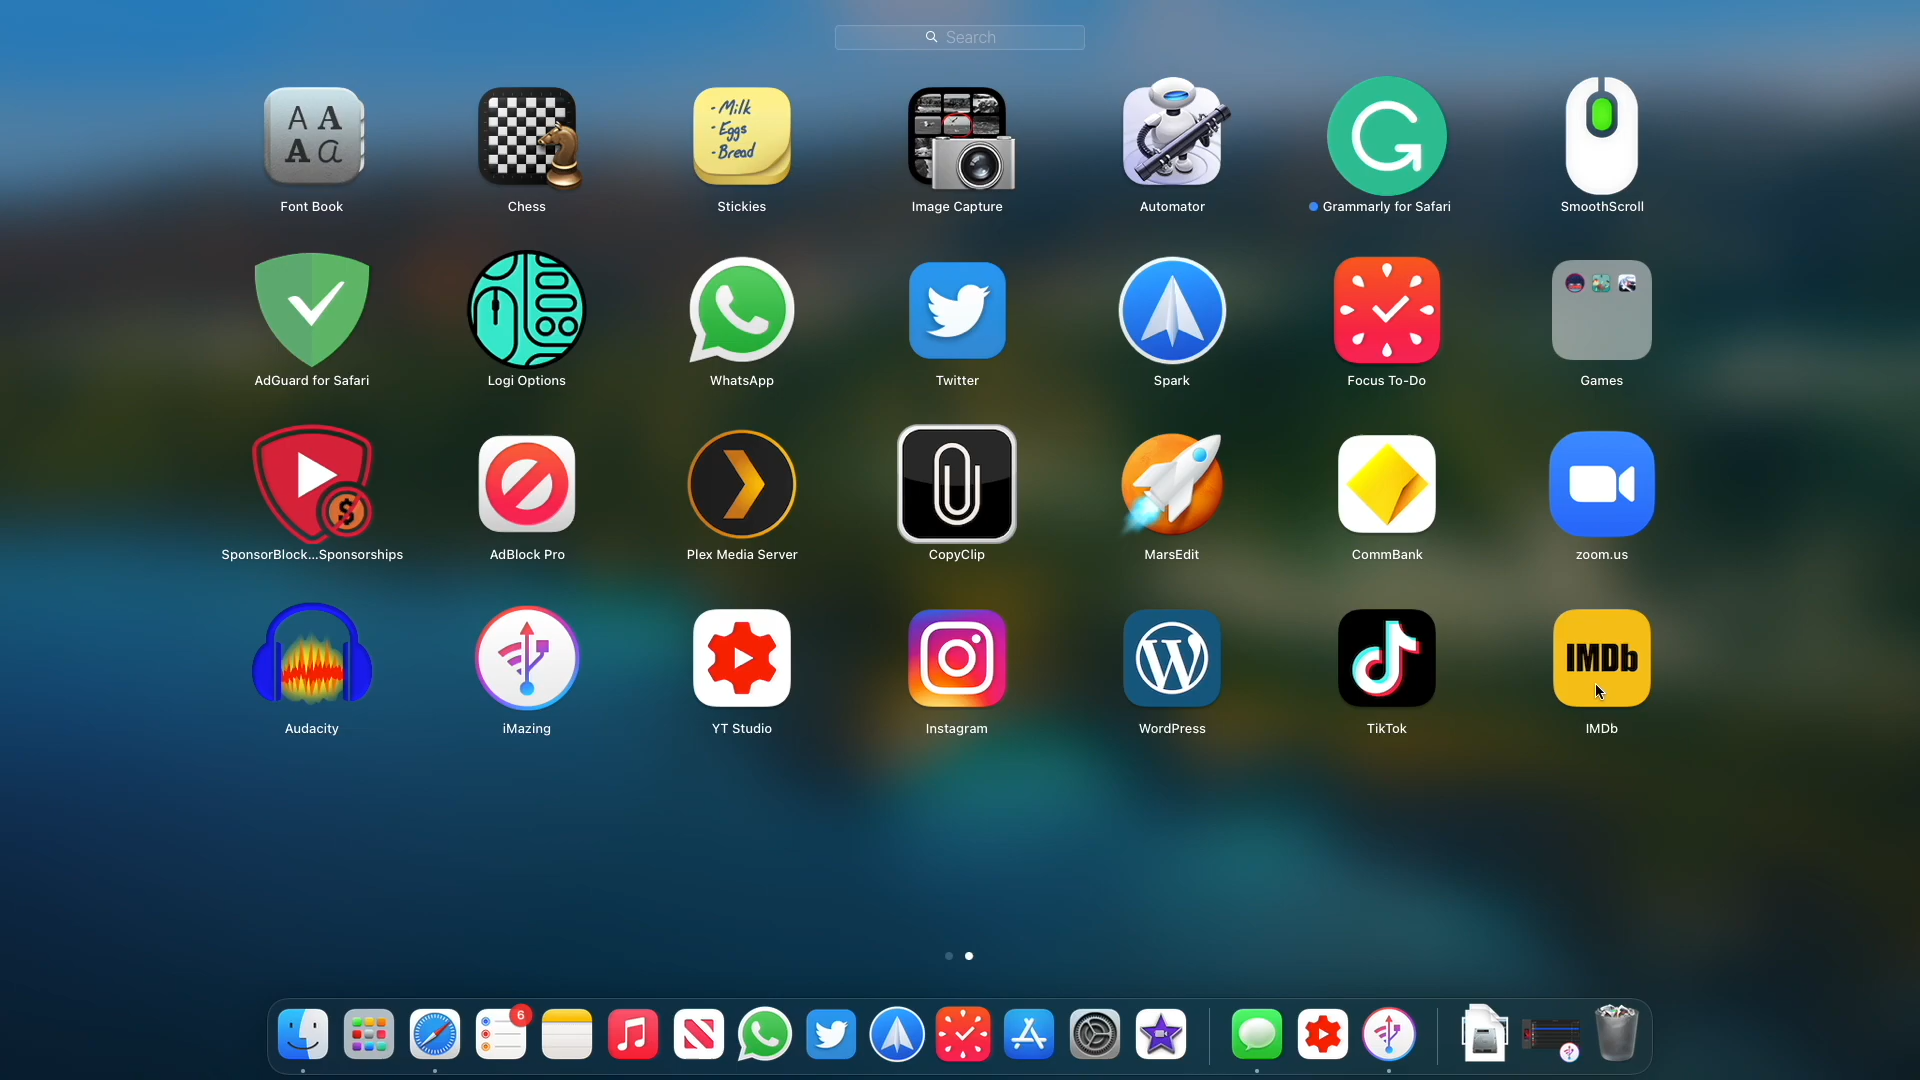 Search
A A
A a
- Milk
- Eggs
- Bread
Font Book
Chess
Stickies
Image Capture
Automator
Grammarly for Safari
SmoothScroll
AdGuard for Safari
Logi Options
WhatsApp
Twitter
Spark
Focus To-Do
Games
$
SponsorBlock...Sponsorships
AdBlock Pro
Plex Media Server
CopyClip
MarsEdit
CommBank
zoom.us
IMDb
Audacity
iMazing
YT Studio
Instagram
WordPress
TikTok
IMDb
6